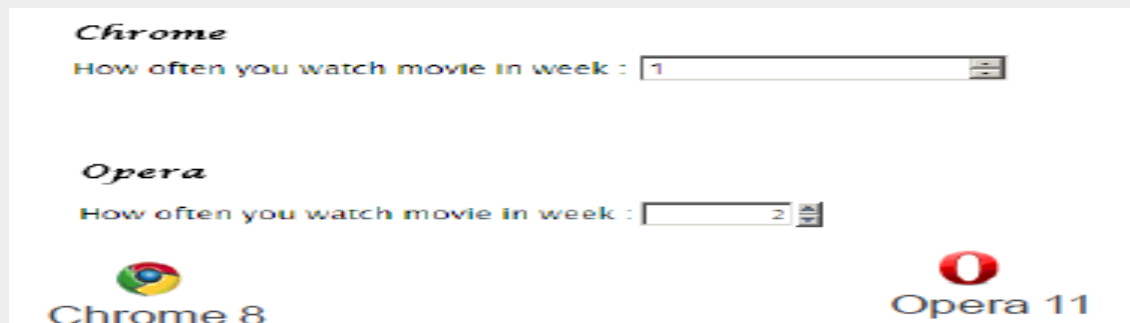 Chrome
How often you watch movie in week : 1
Opera
How often you watch movie in week : 2
Chrome 8
Opera 11